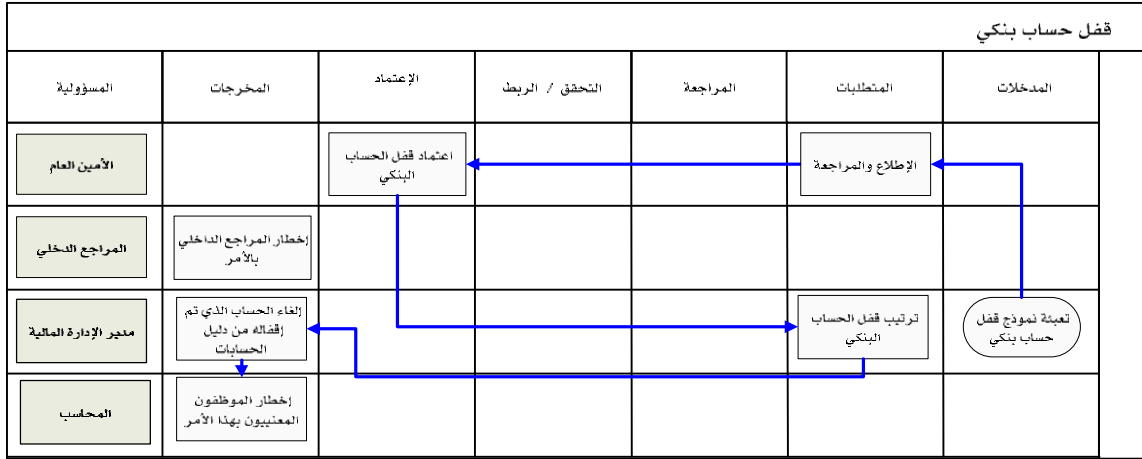 قفل حساب بنكي
المدخلات
المتطلبات
المراجعة
التحقق / الربط
الإعتماد
المخرجات
المسؤولية
الإطلاع والمراجعة
اعتماد قفل الحساب
البنكي
الأمين العام
إخطار المراجع الداخلي
بالأمر
المراجع الدخلي
تعبئة نموذج قفل
حساب بنكي
ترتيب قفل الحساب
البنكي
إلغاء الحساب الذي تم
إقفاله من دليل
الحسابات
مدير الإدارة المالية
إخطار الموظفون
المعنييون بهذا الأمر
المحاسب